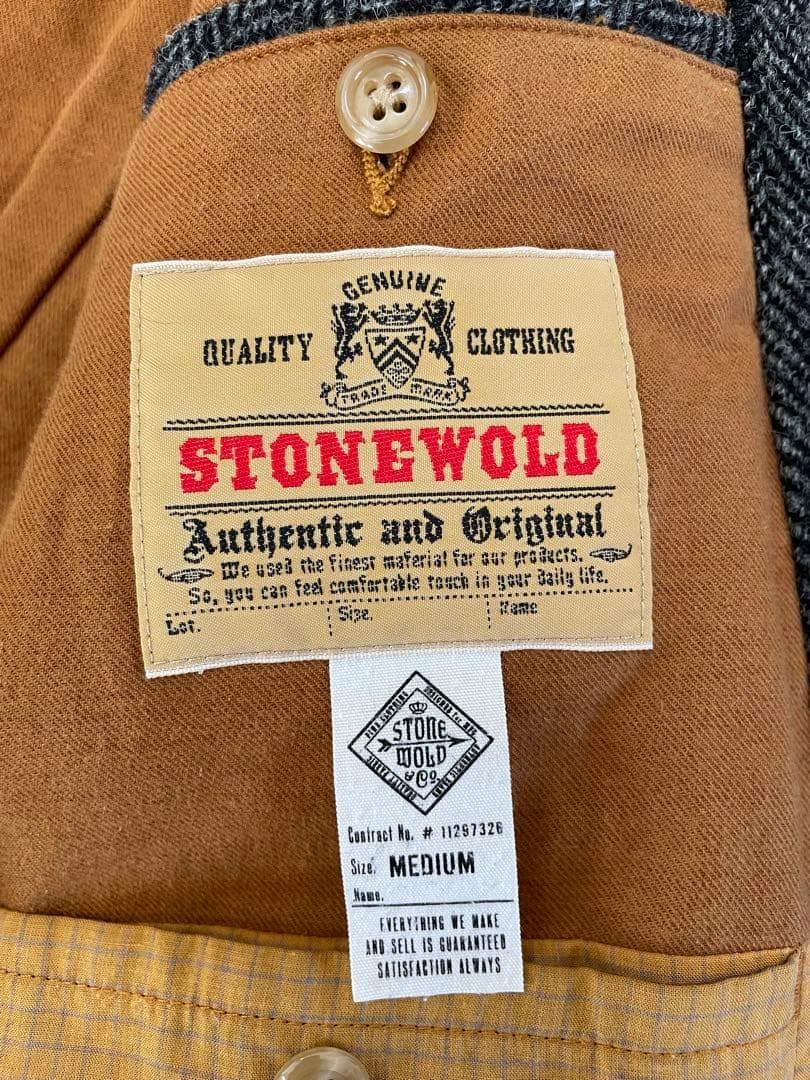 GENUINE
QUALITY CLOTHING
TRADE MARK
STONEWOLD
Authentic and Original
We used the finest material for our products.
So, you can feel comfortable touch in your daily life.
Lot. Size. Name
STONE
WOLD
& Co.
Contract No. # 11297326
Size. MEDIUM
Name.
EVERYTHING WE MAKE
AND SELL IS GUARANTEED
SATISFACTION ALWAYS